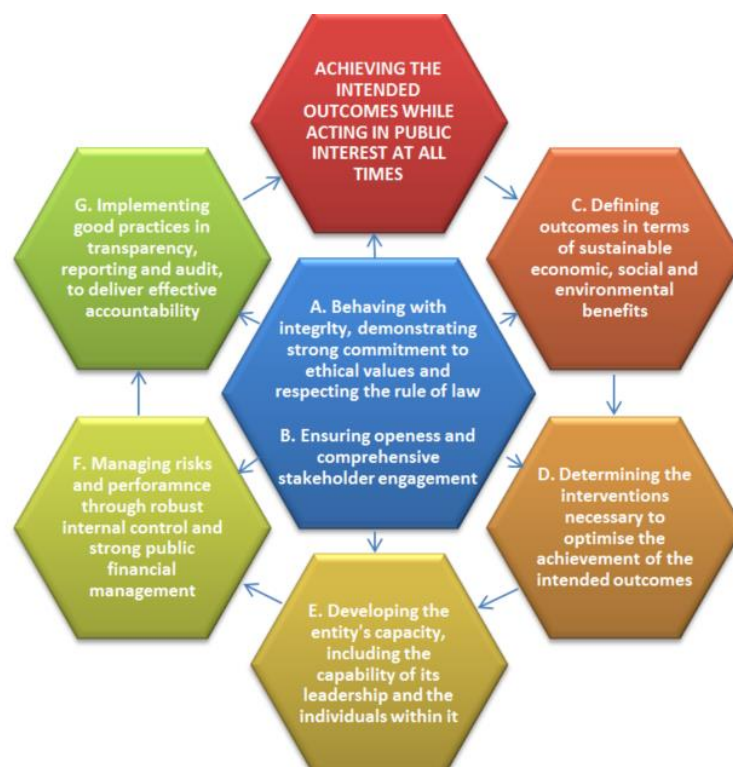 ACHIEVING THE
INTENDED
OUTCOMES WHILE
ACTING IN PUBLIC
INTEREST AT ALL
TIMES
G. Implementing
good practices in
transparency,
reporting and audit,
to deliver effective
accountability
C. Defining
outcomes in terms
of sustainable
economic, social and
environmental
benefits
A. Behaving with
integrIty, demonstrating
strong commitment to
ethical values and
respecting the rule of law
B. Ensuring openess and
comprehensive
stakeholder engagement
F. Managing risks
and perforamnce
through robust
internal control and
strong public
financial
management
D. Determining the
interventions
necessary to
optimise the
achievement of the
intended outcomes
E. Developing the
entity's capacity,
including the
capability of its
leadership and the
individuals within it